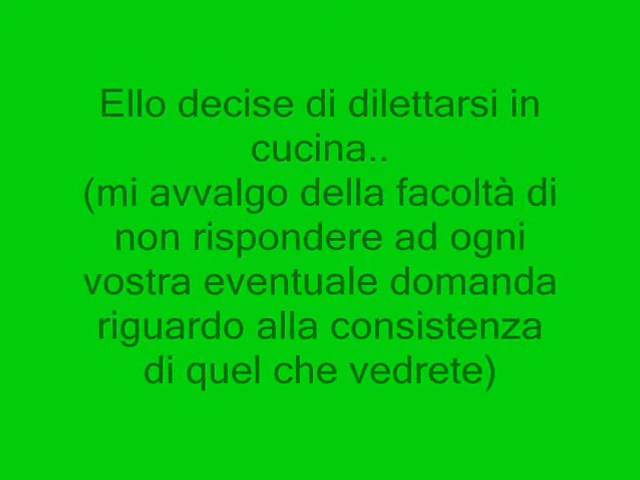 Ello decise di dilettarsi in
cucina..
(mi avvalgo della facoltà di
non rispondere ad ogni
vostra eventuale domanda
riguardo alla consistenza
di quel che vedrete)